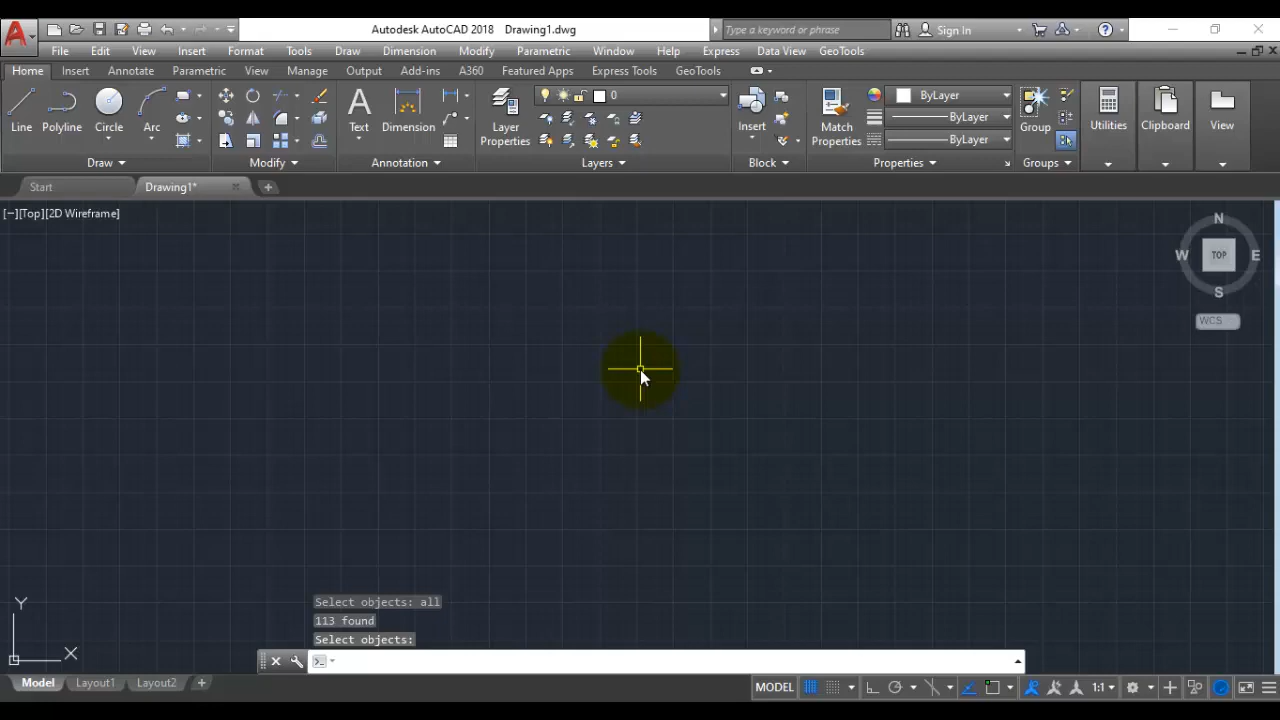 Autodesk AutoCAD 2018 Drawing1.dwg
Type a keyword or phrase
Sign In
File Edit View Insert Format Tools Draw Dimension Modify Parametric Window Help Express Data View GeoTools
Home Insert Annotate Parametric View Manage Output Add-ins A360 Featured Apps Express Tools GeoTools
Line Polyline Circle Arc
Text Dimension
Layer
Properties
0
Insert
Match
Properties
ByLayer
ByLayer
ByLayer
Group
Utilities
Clipboard
View
Draw Modify Annotation Layers Block Properties Groups
Start Drawing1*
[−][Top][2D Wireframe]
N
W TOP E
S
WCS
Select objects: all
113 found
Select objects:
Y
X
Model Layout1 Layout2
MODEL 1:1